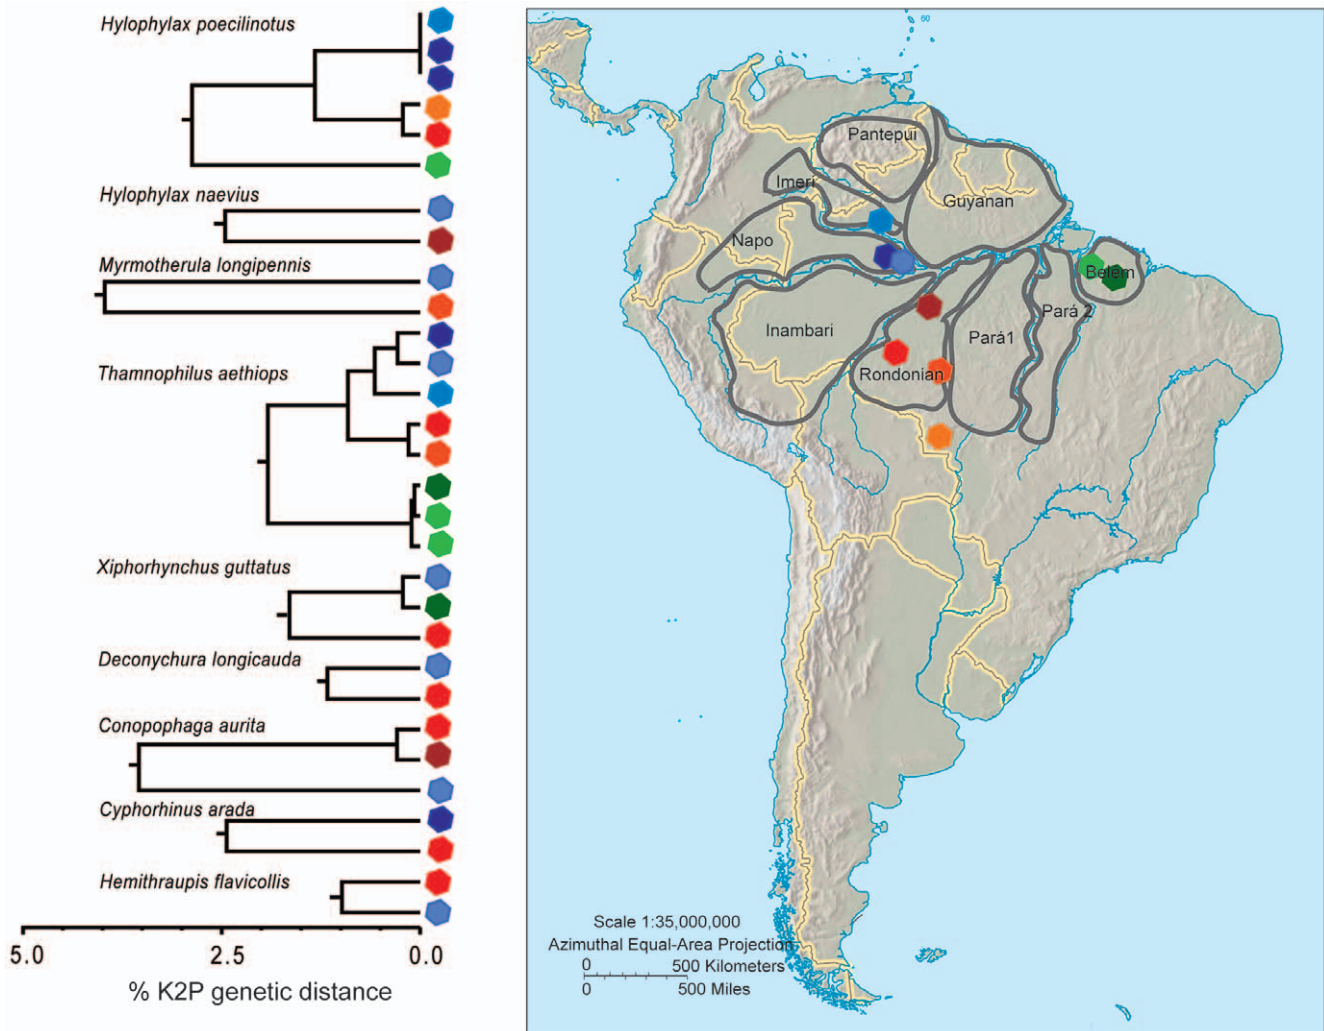 Hylophylax poecilinotus
Hylophylax naevius
Myrmotherula longipennis
Thamnophilus aethiops
Xiphorhynchus guttatus
Deconychura longicauda
Conopophaga aurita
Cyphorhinus arada
Hemithraupis flavicollis
5.0 2.5 0.0
% K2P genetic distance
60
Pantepui
Imerí
Guyanan
Napo
Belém
Inambari
Pará1
Pará 2
Rondonian
Scale 1:35,000,000
Azimuthal Equal-Area Projection
0 500 Kilometers
0 500 Miles